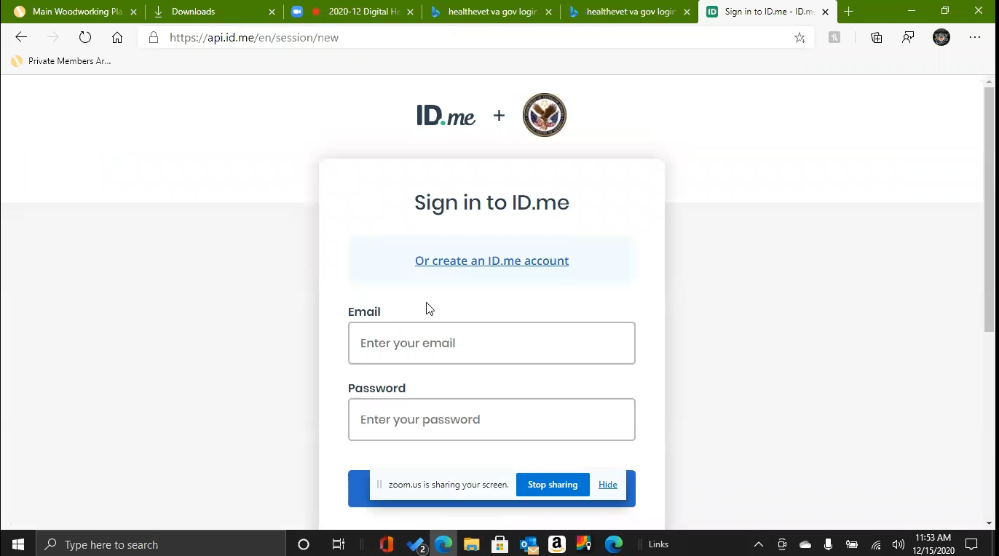 Main Woodworking Pla
Downloads
2020-12 Digital He
healthevet va gov login
healthevet va gov login
ID
Sign in to ID.me - ID.me
https://api.id.me/en/session/new
Private Members Ar...
ID.me + 
Sign in to ID.me
Or create an ID.me account
Email
Enter your email
Password
Enter your password
zoom.us is sharing your screen.
Stop sharing
Hide
Type here to search
2
Links
11:53 AM
12/15/2020